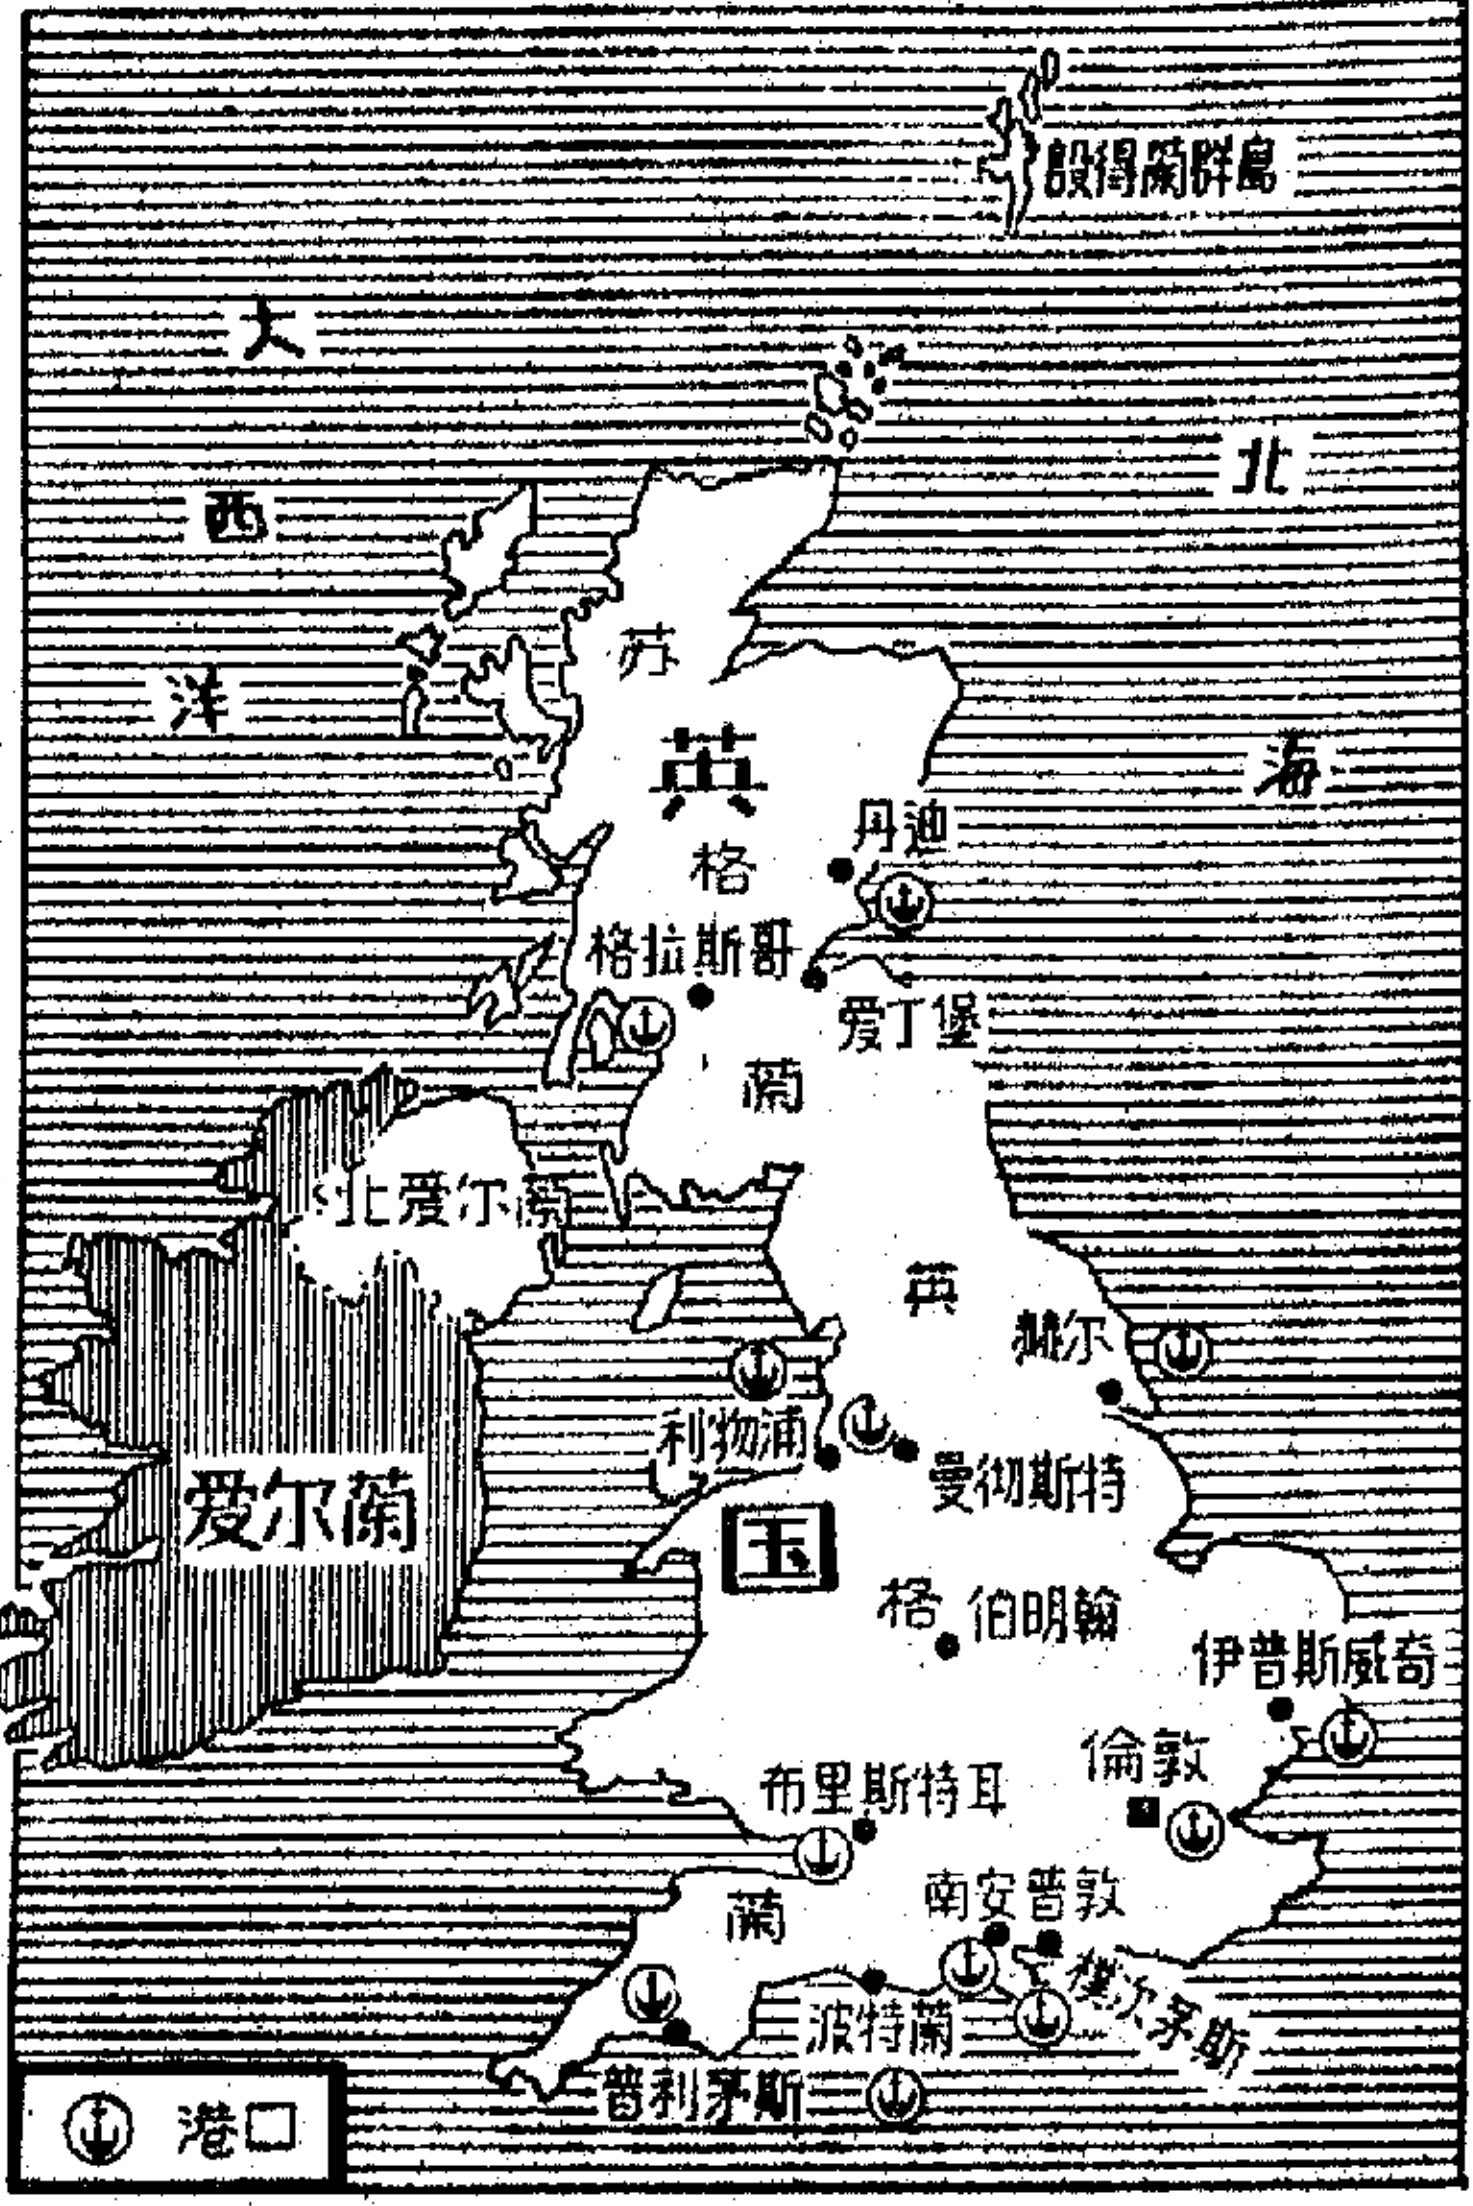 設得蘭群島
大西洋
北海
苏格蘭
英国
丹迪
格拉斯哥
爱丁堡
北爱尔蘭
英格蘭
赫尔
利物浦
曼彻斯特
爱尔蘭
伯明翰
伊普斯威奇
倫敦
布里斯特耳
南安普敦
樸次茅斯
波特蘭
普利茅斯
港口